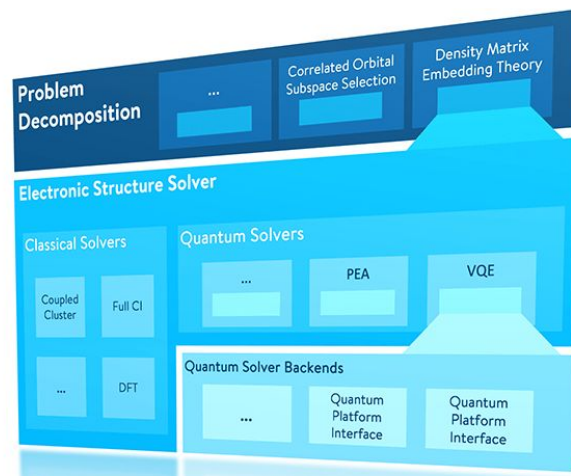 Problem
Decomposition
...
Correlated Orbital
Subspace Selection
Density Matrix
Embedding Theory
Electronic Structure Solver
Classical Solvers
Coupled
Cluster
Full CI
...
DFT
Quantum Solvers
...
PEA
VQE
Quantum Solver Backends
...
Quantum
Platform
Interface
Quantum
Platform
Interface